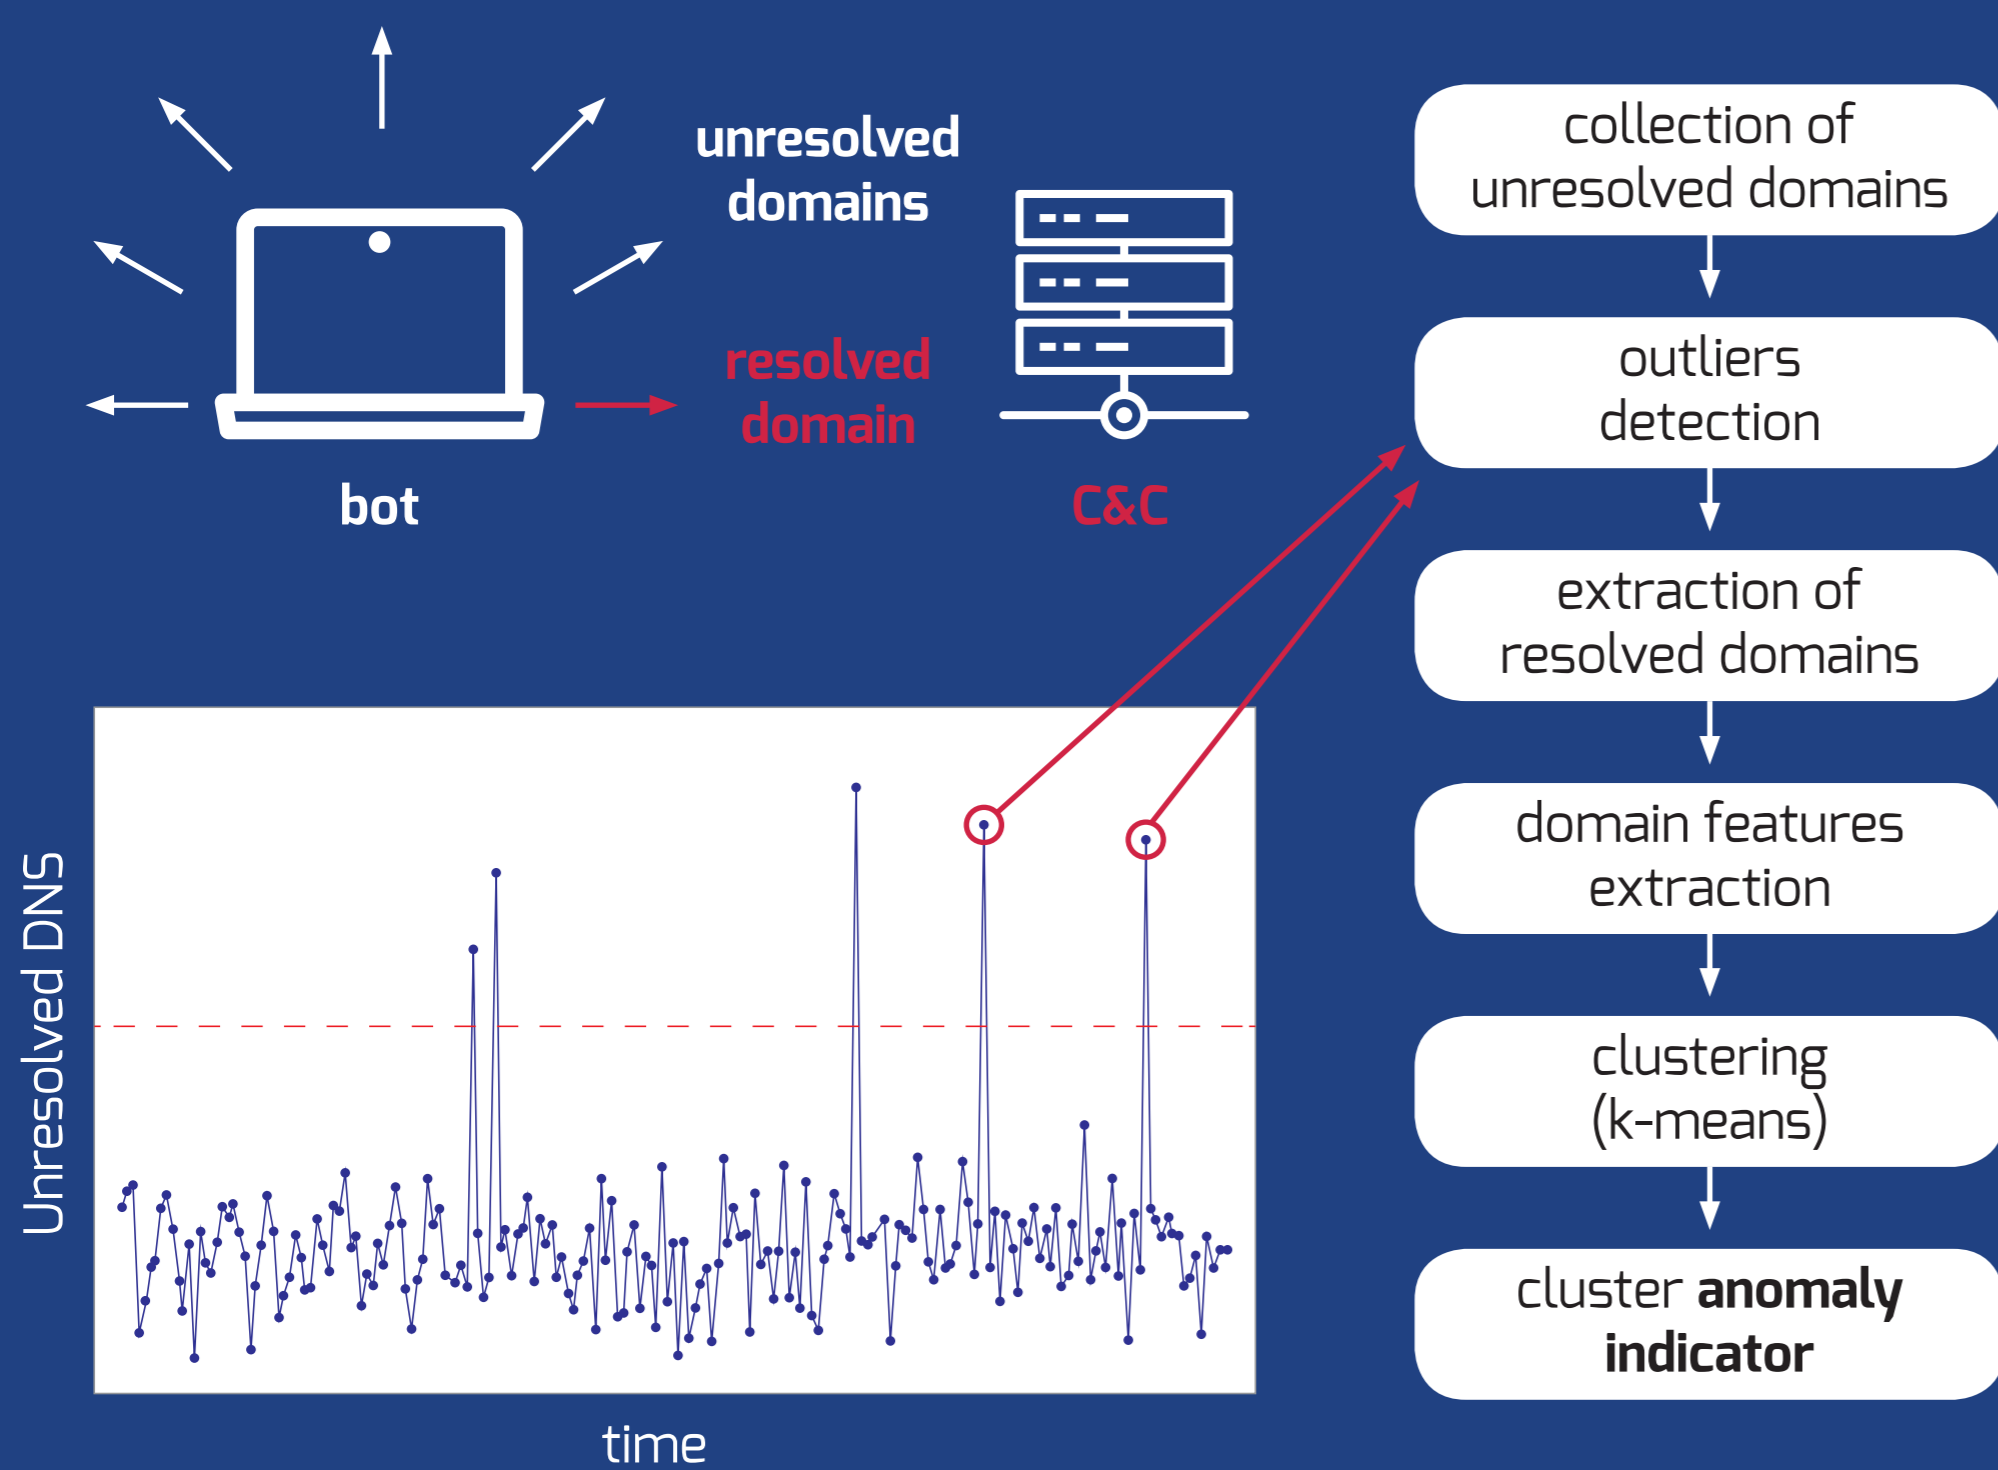 unresolved
domains
resolved
domain
bot
C&C
collection of
unresolved domains
outliers
detection
extraction of
resolved domains
domain features
extraction
clustering
(k-means)
cluster anomaly
indicator
Unresolved DNS
time